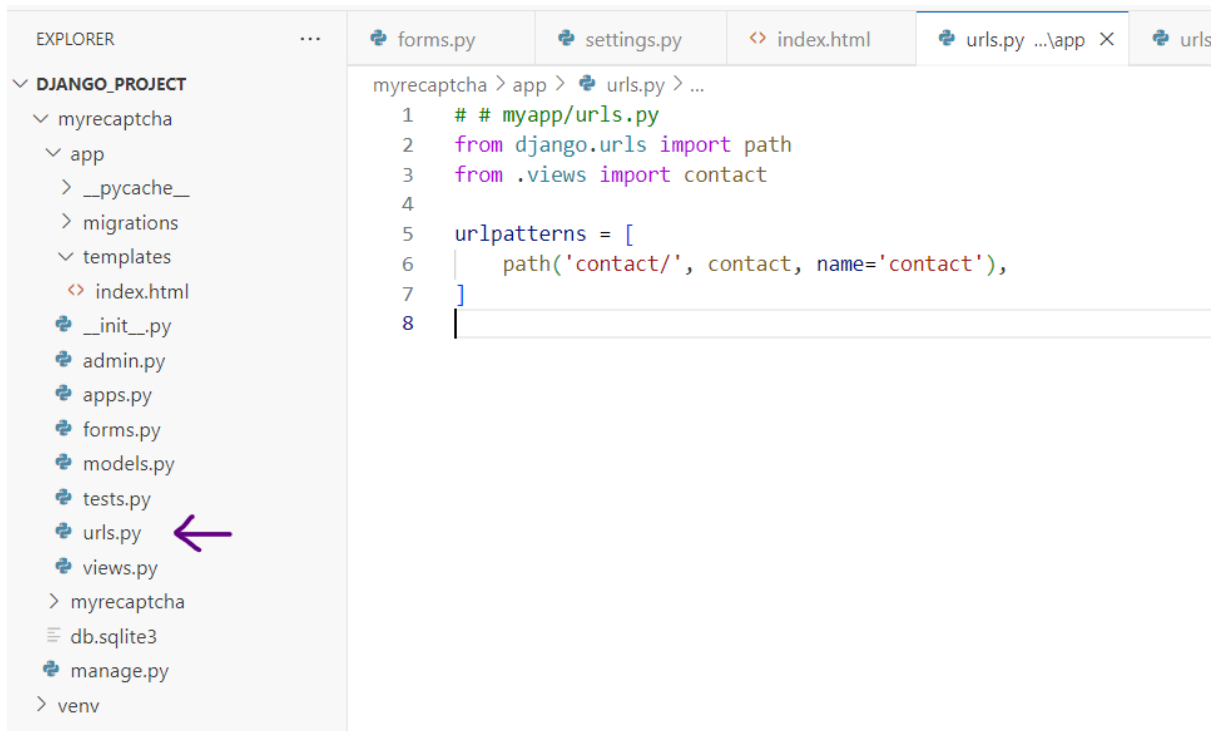 EXPLORER
...
DJANGO_PROJECT
myrecaptcha
app
__pycache__
migrations
templates
<> index.html
__init__.py
admin.py
apps.py
forms.py
models.py
tests.py
urls.py
views.py
myrecaptcha
db.sqlite3
manage.py
venv
forms.py settings.py <> index.html urls.py ...\app × urls
myrecaptcha > app > urls.py > ...
1 # # myapp/urls.py
2 from django.urls import path
3 from .views import contact
4
5 urlpatterns = [
6 path('contact/', contact, name='contact'),
7 ]
8